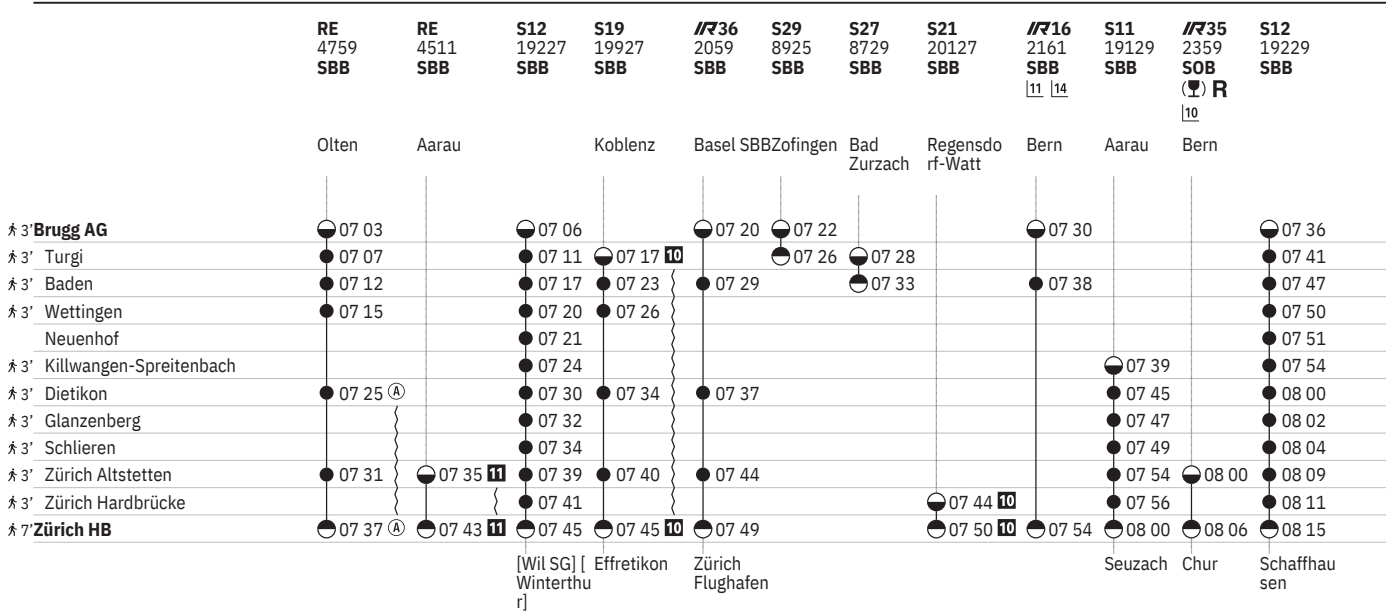 RE RE S12 S19 IR36 S29 S27 S21 IR16 S11 IR35 S12
4759 4511 19227 19927 2059 8925 8729 20127 2161 19129 2359 19229
SBB SBB SBB SBB SBB SBB SBB SBB SBB SBB SOB SBB
11 14 R
10
Olten Aarau Koblenz Basel SBB Zofingen Bad Regensdo Bern Aarau Bern
Zurzach rf-Watt
3' Brugg AG 07 03 07 06 07 20 07 22 07 30 07 36
3' Turgi 07 07 07 11 07 17 10 07 26 07 28 07 41
3' Baden 07 12 07 17 07 23 07 29 07 33 07 38 07 47
3' Wettingen 07 15 07 20 07 26 07 50
Neuenhof 07 21 07 51
3' Killwangen-Spreitenbach 07 24 07 39 07 54
3' Dietikon 07 25 A 07 30 07 34 07 37 07 45 08 00
3' Glanzenberg 07 32 07 47 08 02
3' Schlieren 07 34 07 49 08 04
3' Zürich Altstetten 07 31 07 35 11 07 39 07 40 07 44 07 54 08 00 08 09
3' Zürich Hardbrücke 07 41 07 44 10 07 56 08 11
7' Zürich HB 07 37 A 07 43 11 07 45 07 45 10 07 49 07 50 10 07 54 08 00 08 06 08 15
[Wil SG] [ Effretikon Zürich Seuzach Chur Schaffhau
Winterthu Flughafen sen
r]